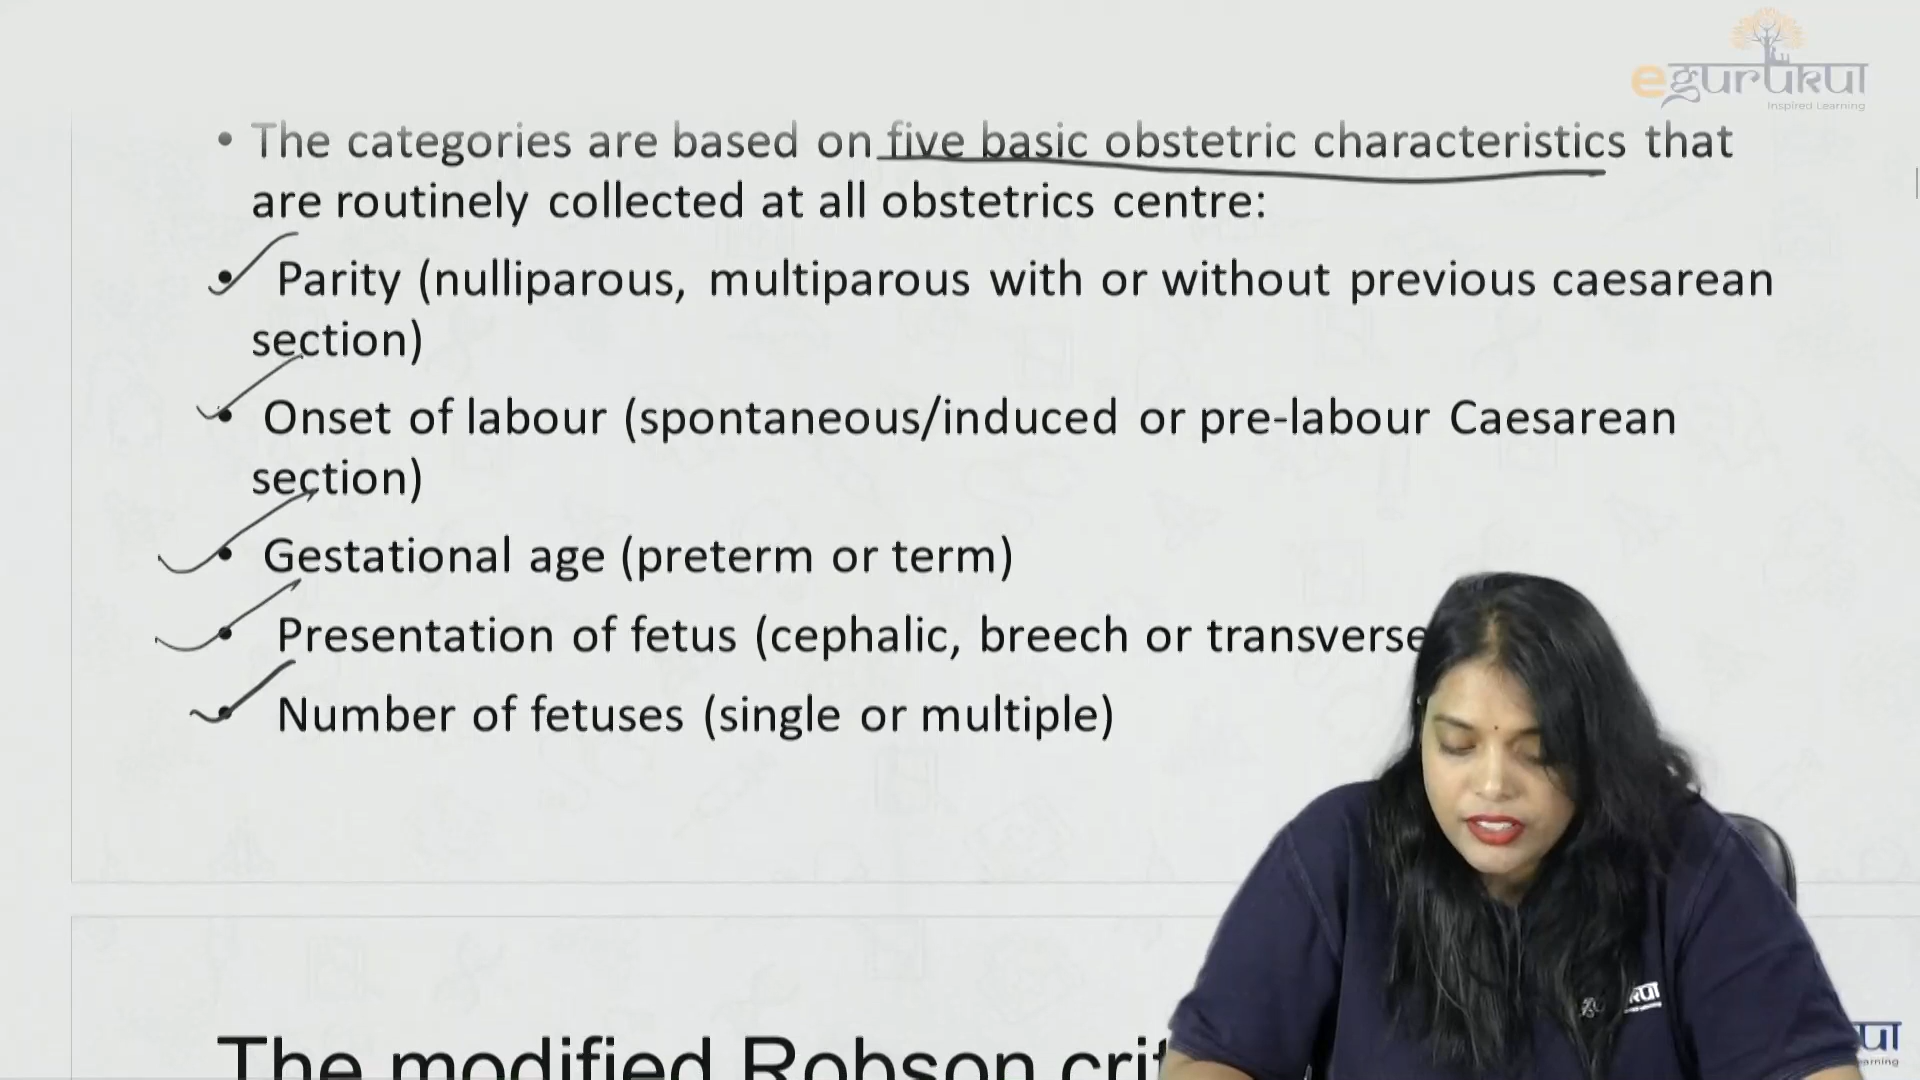 egurukul
Inspired Learning
• The categories are based on five basic obstetric characteristics that
are routinely collected at all obstetrics centre:
• Parity (nulliparous, multiparous with or without previous caesarean
section)
• Onset of labour (spontaneous/induced or pre-labour Caesarean
section)
• Gestational age (preterm or term)
• Presentation of fetus (cephalic, breech or transverse
• Number of fetuses (single or multiple)
The modified Robson